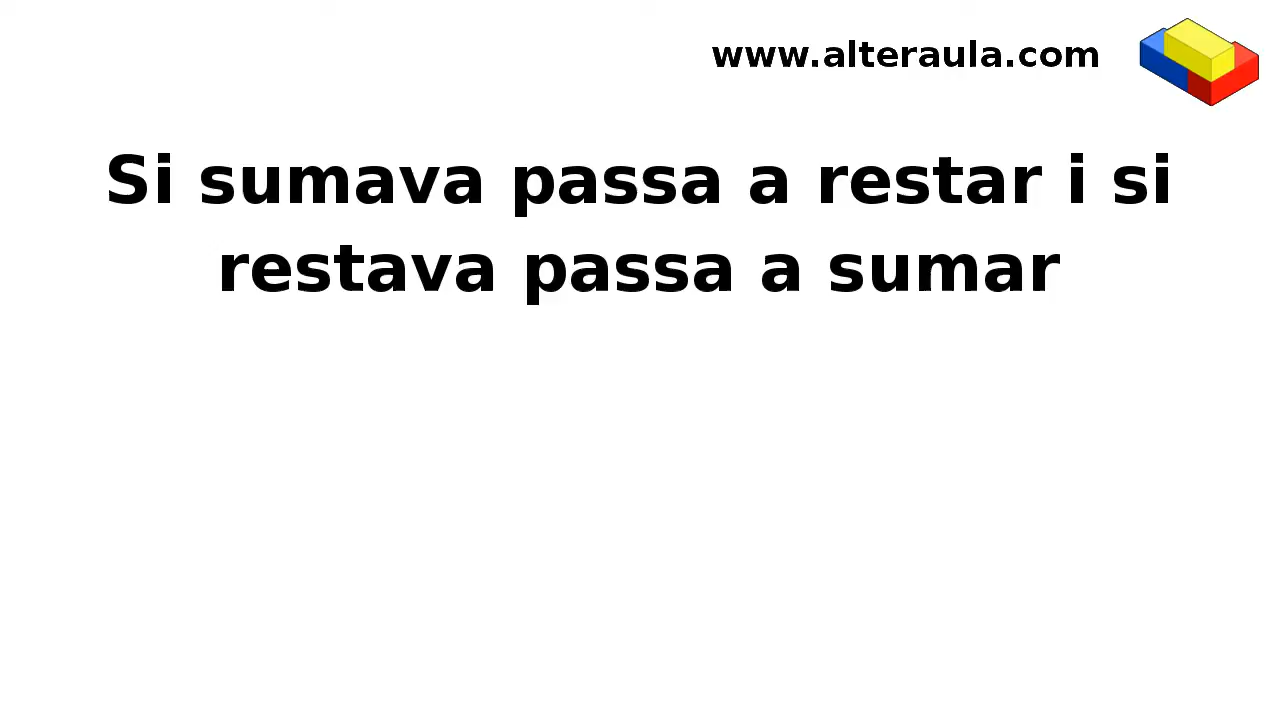 www.alteraula.com
Si sumava passa a restar i si
restava passa a sumar